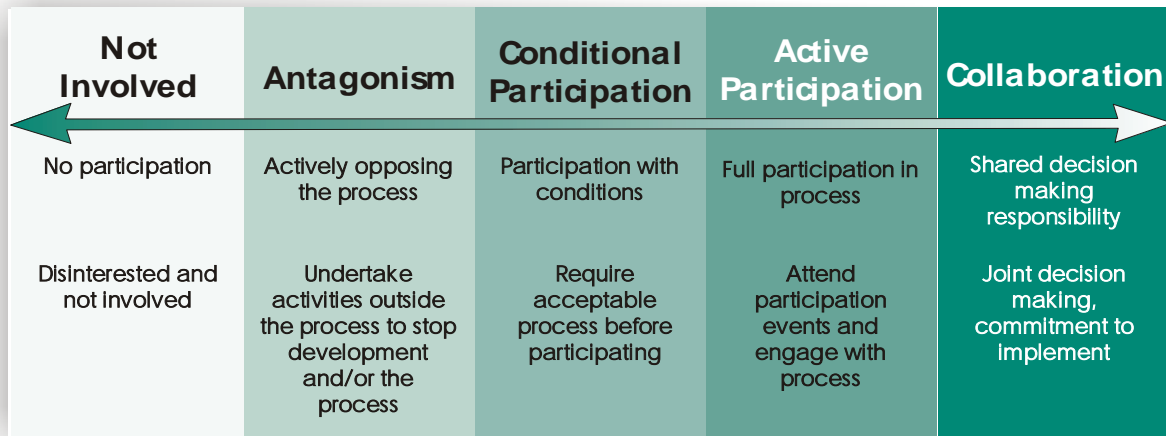 Not
Involved
Antagonism
Conditional
Participation
Active
Participation
Collaboration
No participation
Actively opposing
the process
Participation with
conditions
Full participation in
process
Shared decision
making
responsibility
Disinterested and
not involved
Undertake
activities outside
the process to stop
development
and/or the
process
Require
acceptable
process before
participating
Attend
participation
events and
engage with
process
Joint decision
making,
commitment to
implement